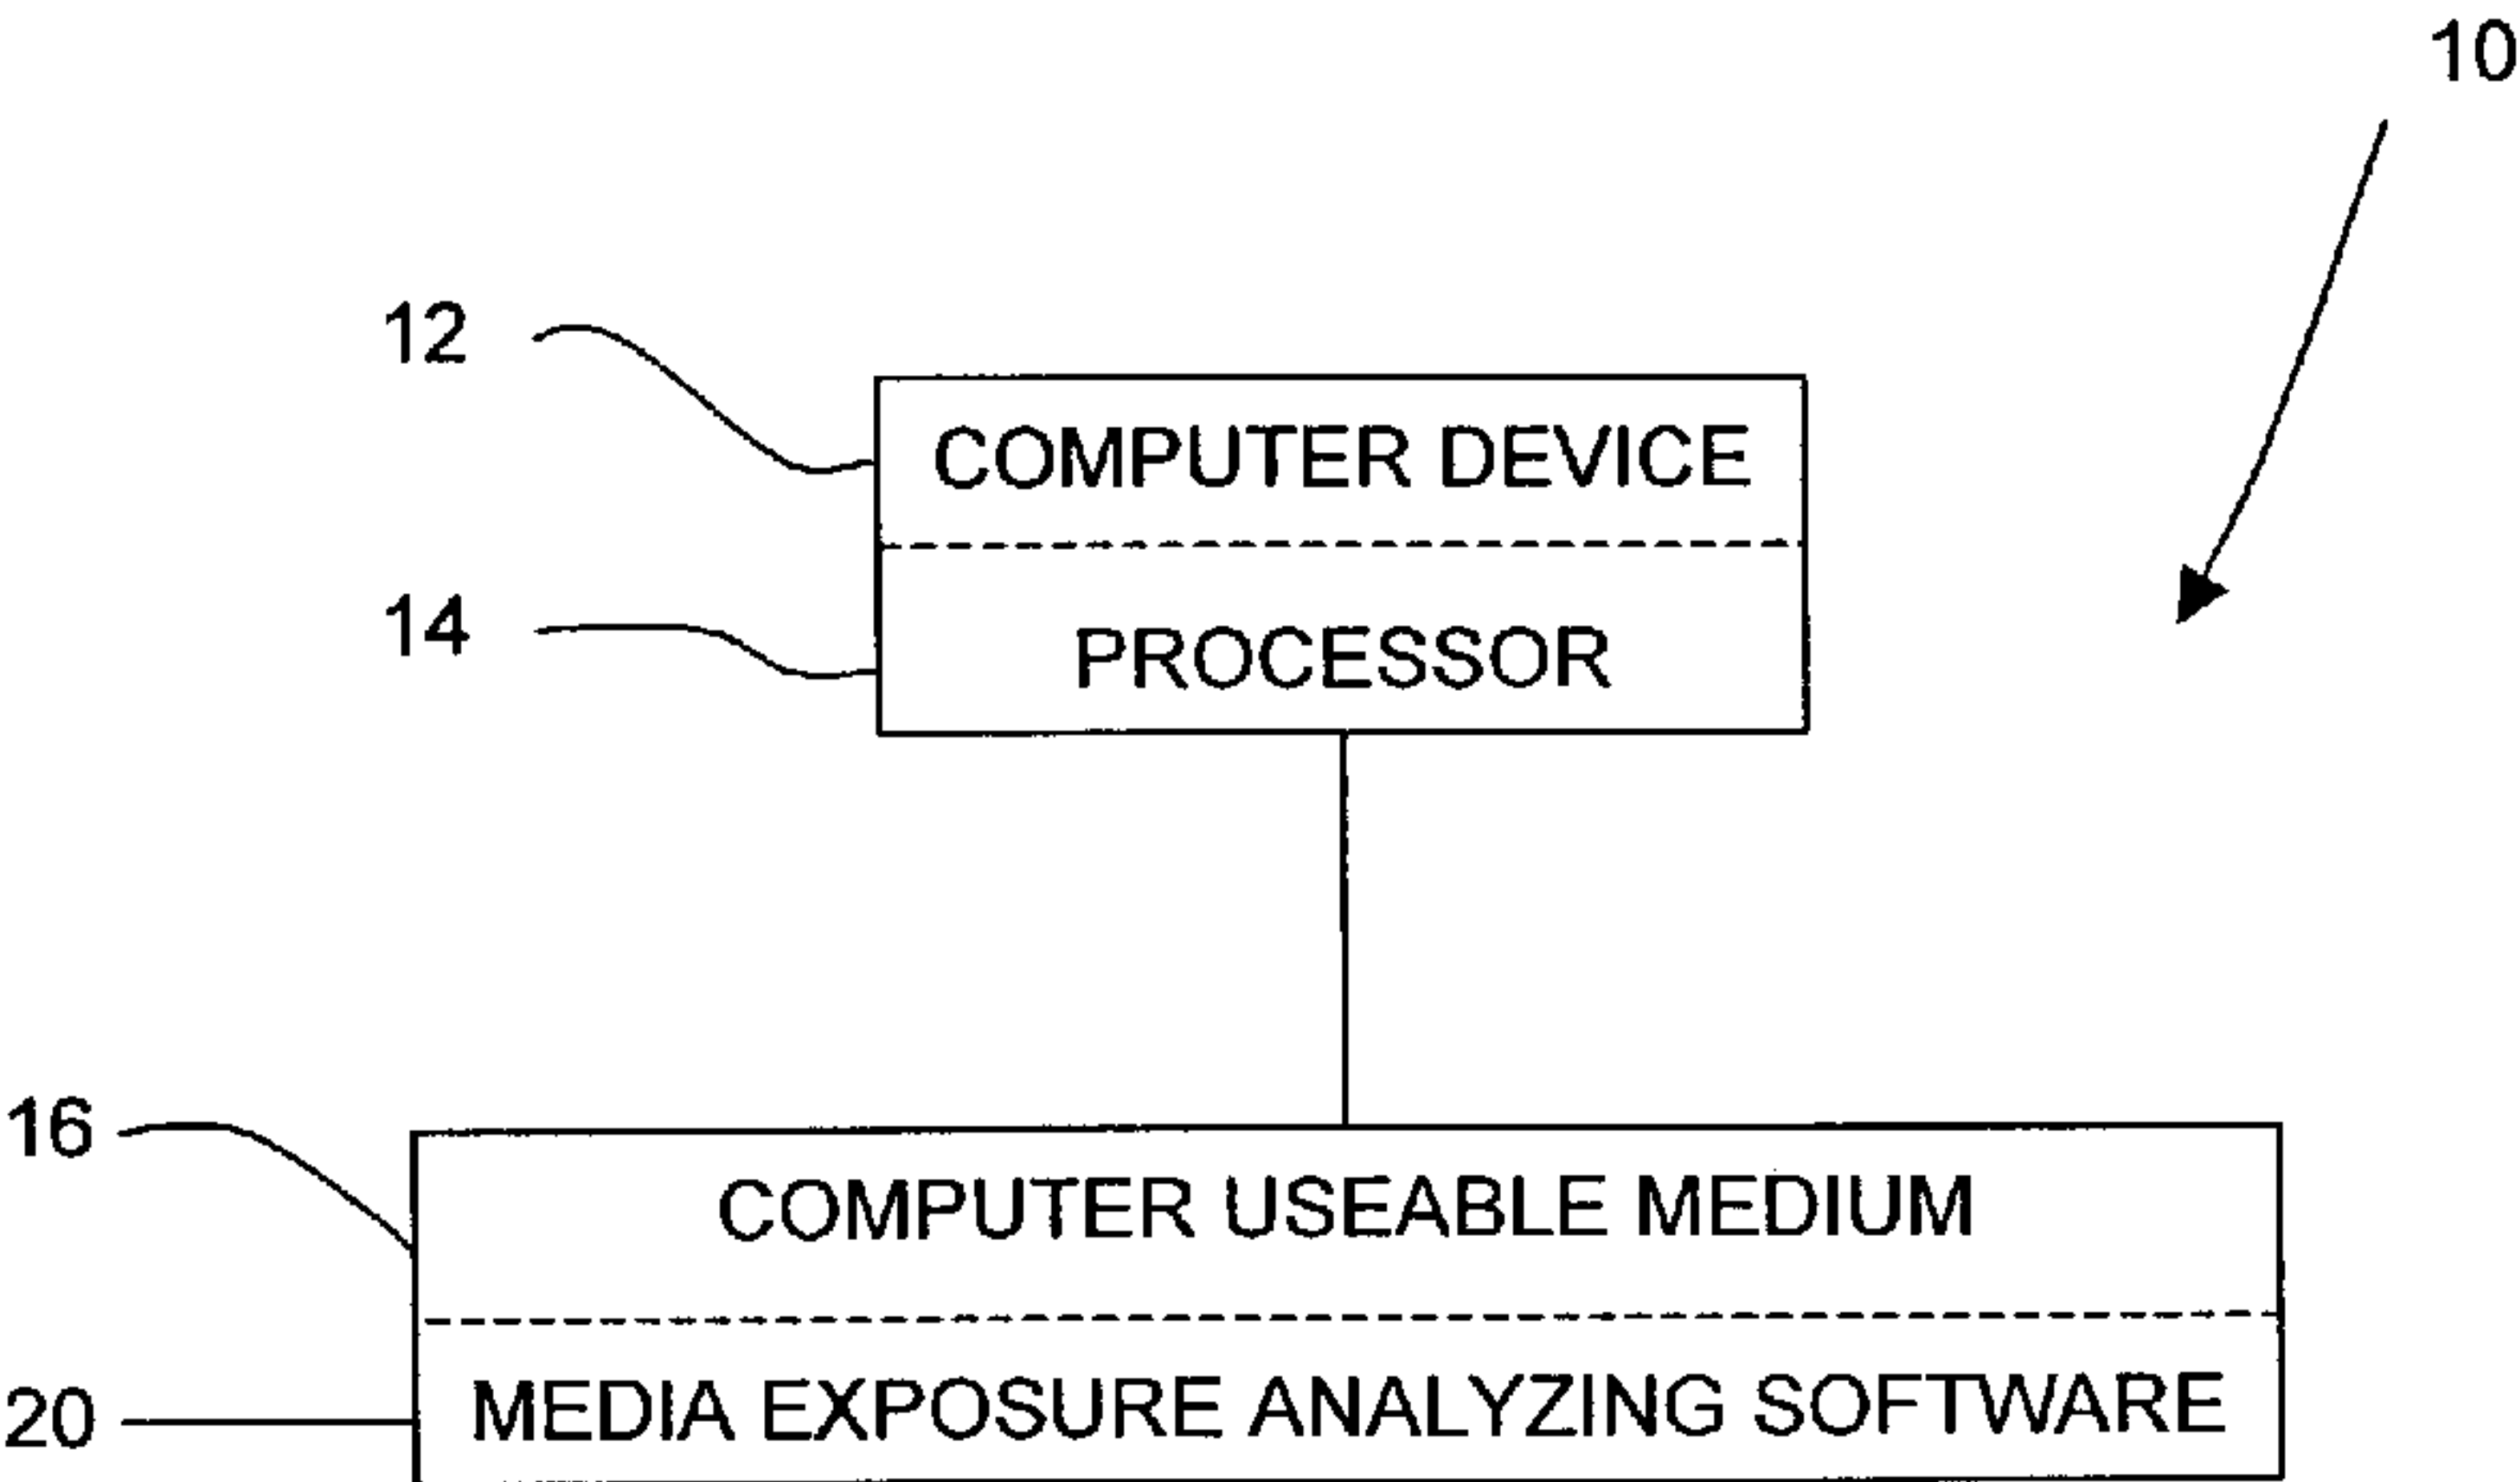 10
12
COMPUTER DEVICE
14
PROCESSOR
16
COMPUTER USEABLE MEDIUM
20
MEDIA EXPOSURE ANALYZING SOFTWARE